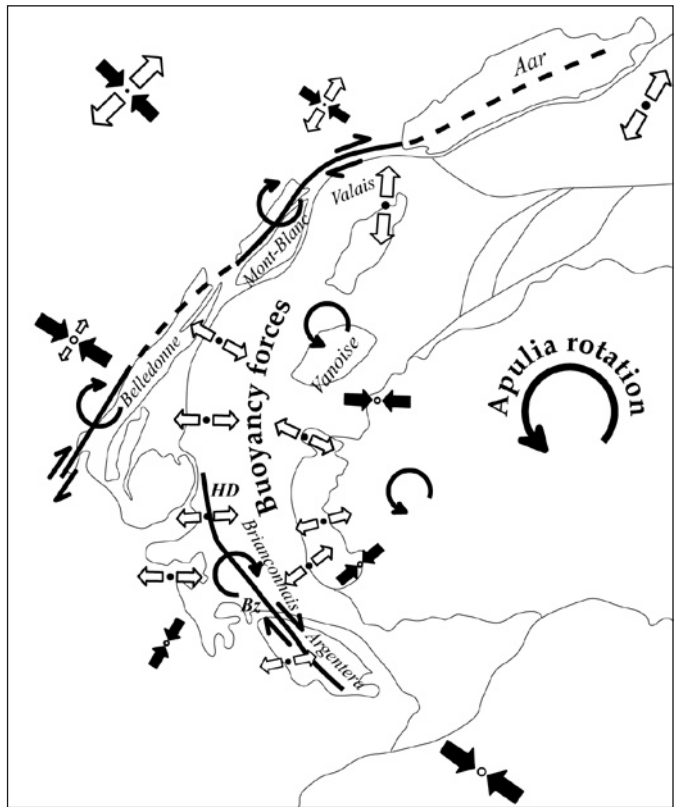 Aar
Valais
Mont-Blanc
Belledonne
Buoyancy forces
Vanoise
Apulia rotation
HD
Briançonnais
Bz
Argentera